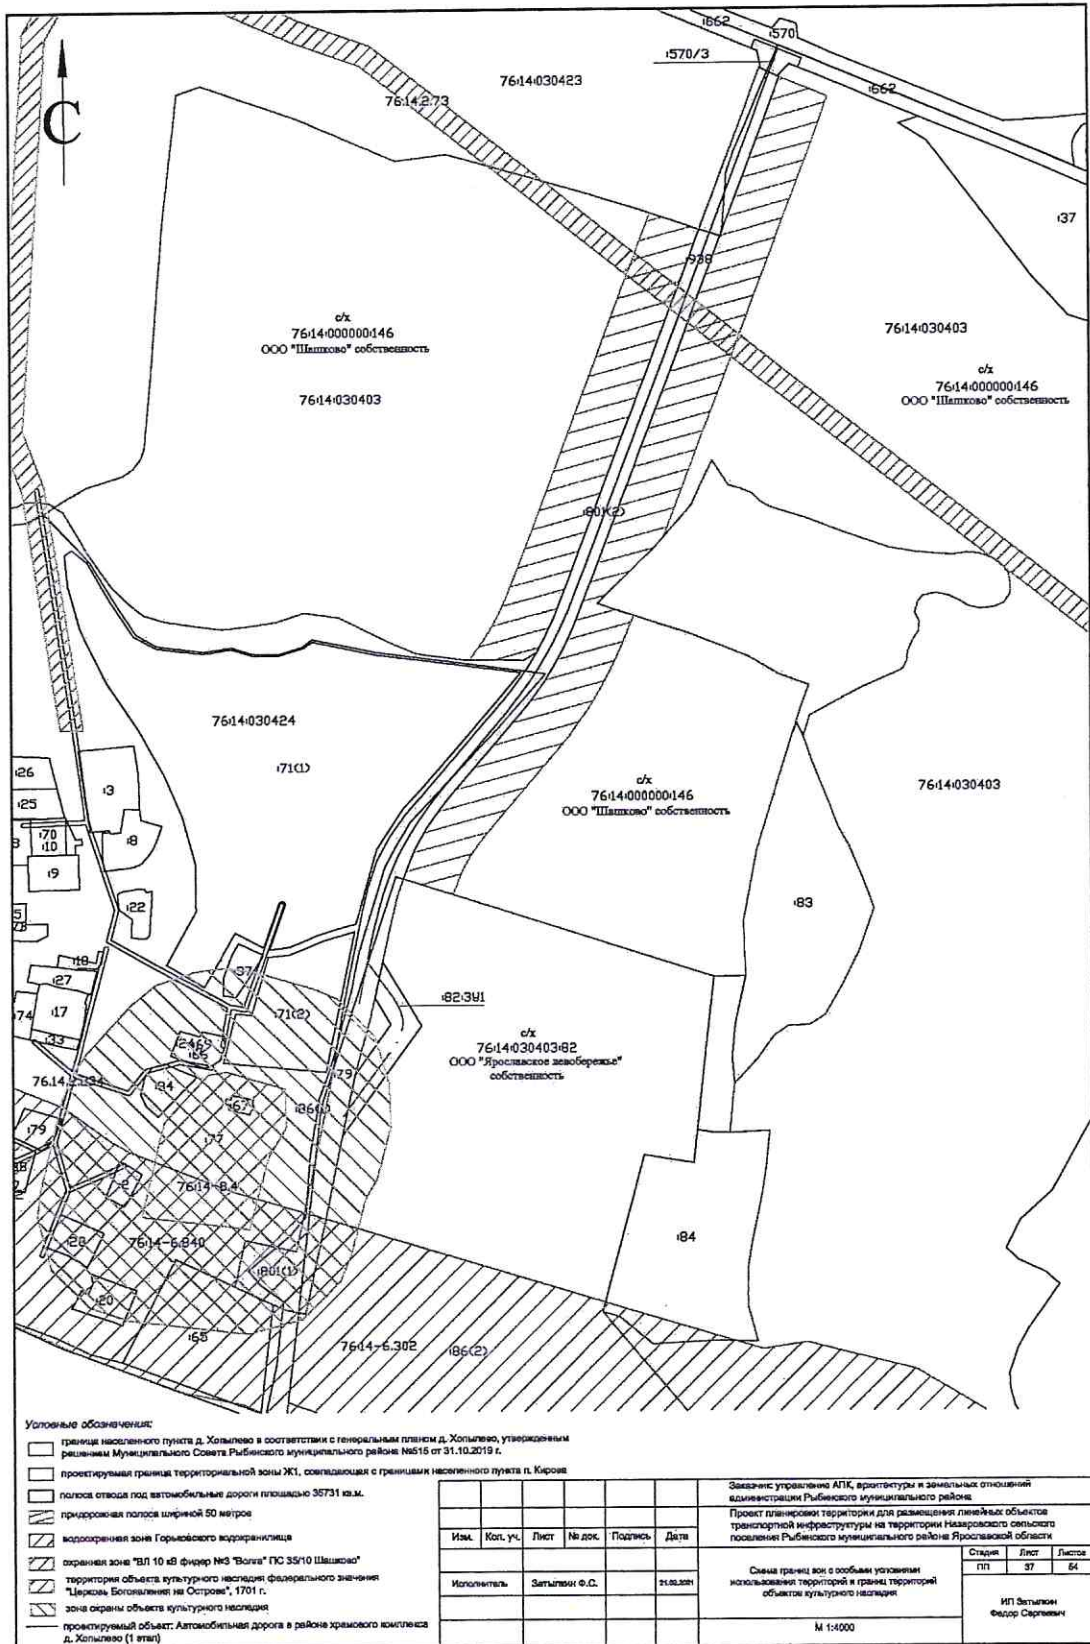 :662
:570
:570/3
76:14:030423
:662
76:14.2.73
С
:37
:938
с/х
76:14:000000:146
ООО "Шашково" собственность
76:14:030403
76:14:030403
с/х
76:14:000000:146
ООО "Шашково" собственность
:801(2)
76:14:030424
:71(1)
:26
:3
:25
с/х
76:14:000000:146
ООО "Шашково" собственность
76:14:030403
:70
:10
:8
:9
:22
:83
:18
:27
:37
:17
:74
:71(2)
:82:ЗУ1
:33
с/х
76:14:030403:82
ООО "Ярославское левобережье"
собственность
:34
:79
:67
:86(1)
:79
:77
76:14-8.4
:2
:28
76:14-6.840
:84
:801(1)
:20
:65
76:14-6.302
:86(2)
Условные обозначения:
граница населенного пункта д. Хопылево в соответствии с генеральным планом д. Хопылево, утвержденным
решением Муниципального Совета Рыбинского муниципального района №515 от 31.10.2019 г.
проектируемая граница территориальной зоны Ж1, совпадающая с границами населенного пункта п. Кирова
полоса отвода под автомобильные дороги площадью 35731 кв.м.
придорожная полоса шириной 50 метров
водоохранная зона Горьковского водохранилища
охранная зона "ВЛ 10 кВ фидер №3 "Волга" ПС 35/10 Шашково"
территория объекта культурного наследия федерального значения
"Церковь Богоявления на Острове", 1701 г.
зона охраны объекта культурного наследия
проектируемый объект: Автомобильная дорога в районе храмового комплекса
д. Хопылево (1 этап)
Заказчик: управление АПК, архитектуры и земельных отношений
администрации Рыбинского муниципального района
Проект планировки территории для размещения линейных объектов
транспортной инфраструктуры на территории Назаровского сельского
поселения Рыбинского муниципального района Ярославской области
Изм. Кол. уч. Лист № док. Подпись Дата
Исполнитель Затылкин Ф.С. 21.02.2021
Схема границ зон с особыми условиями
использования территорий и границ территорий
объектов культурного наследия
Стадия Лист Листов
ПП 37 54
М 1:4000
ИП Затылкин
Федор Сергеевич